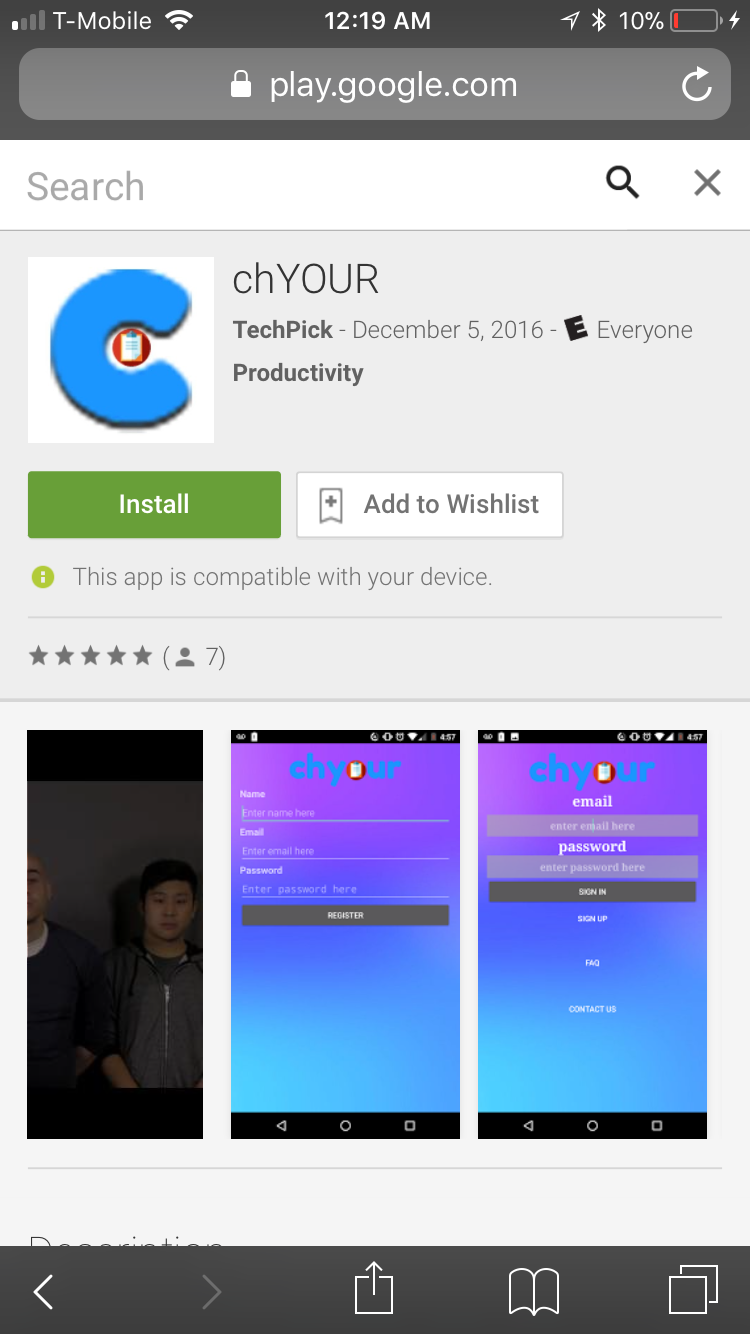 T-Mobile 12:19 AM 10%
play.google.com
Search
chYOUR
TechPick - December 5, 2016 - E Everyone
Productivity
Install
Add to Wishlist
This app is compatible with your device.
( 7)
4:57
chyour
Name
Enter name here
Email
Enter email here
Password
Enter password here
REGISTER
4:57
chyour
email
enter email here
password
enter password here
SIGN IN
SIGN UP
FAQ
CONTACT US
Description